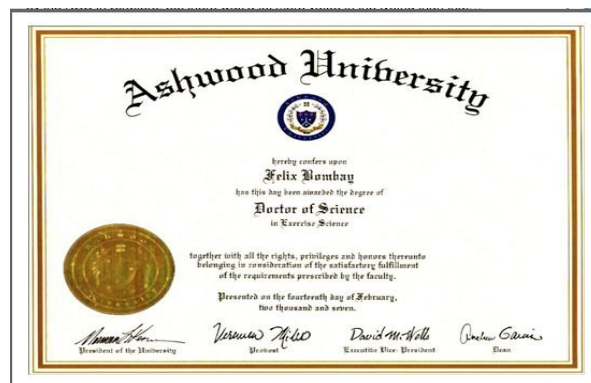 Ashwood University
hereby confers upon
Felix Bombay
has this day been awarded the degree of
Doctor of Science
in Exercise Science
together with all the rights, privileges and honors thereunto
belonging in consideration of the satisfactory fulfillment
of the requirements prescribed by the faculty.
Presented on the fourteenth day of February,
two thousand and seven.
President of the University
Provost
Executive Vice-President
Dean